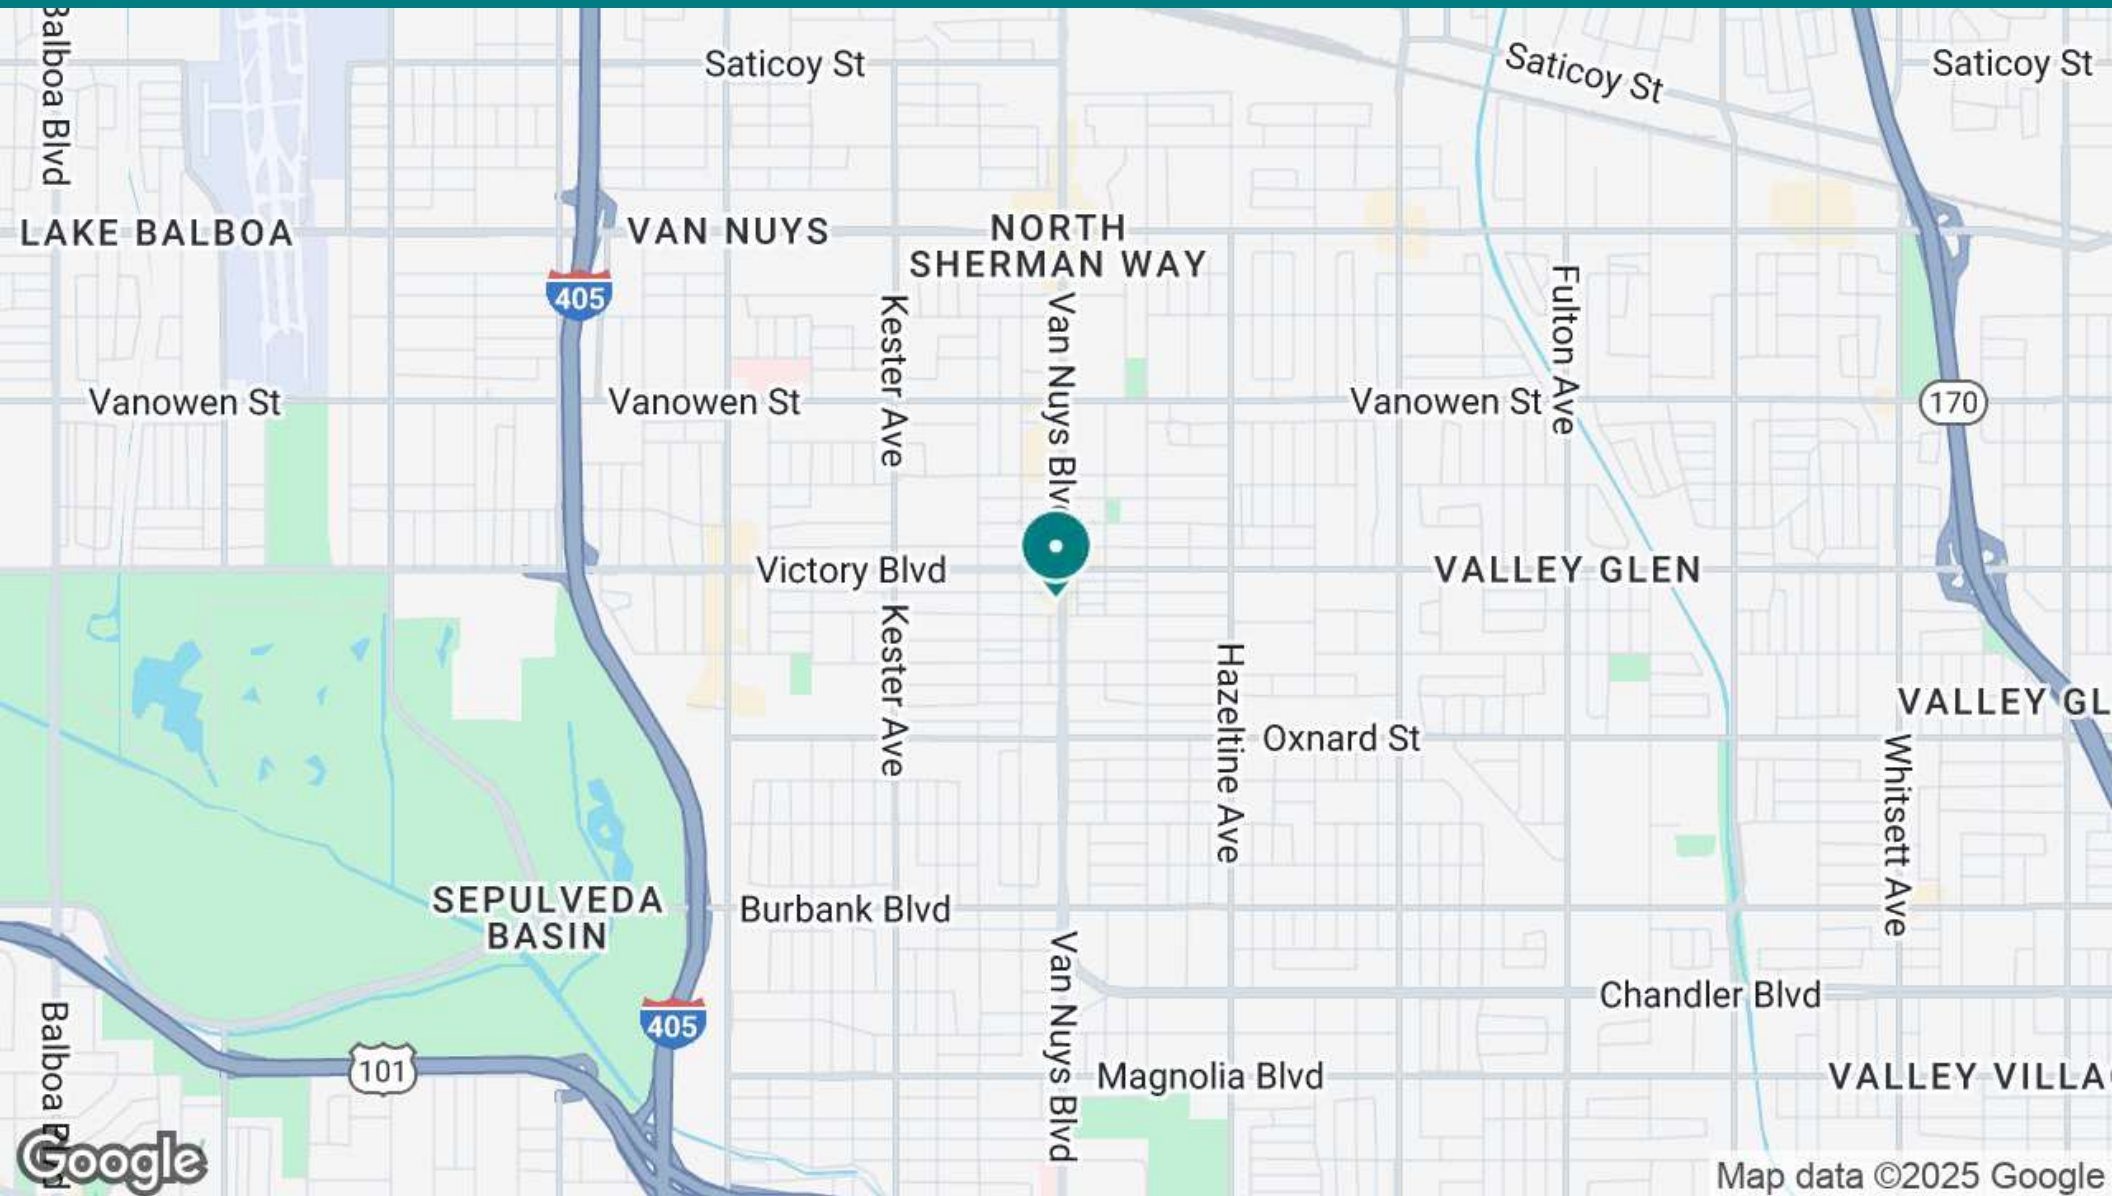 Balboa Blvd
Saticoy St
Saticoy St
Saticoy St
LAKE BALBOA
VAN NUYS
NORTH
SHERMAN WAY
405
Kester Ave
Van Nuys Blv
Fulton Ave
Vanowen St
Vanowen St
Vanowen St
170
Victory Blvd
VALLEY GLEN
Kester Ave
Hazeltine Ave
VALLEY GL
Oxnard St
Whitsett Ave
SEPULVEDA
BASIN
Burbank Blvd
Van Nuys Blvd
Chandler Blvd
405
Balboa Blvd
101
Magnolia Blvd
VALLEY VILLA
Google
Map data ©2025 Google